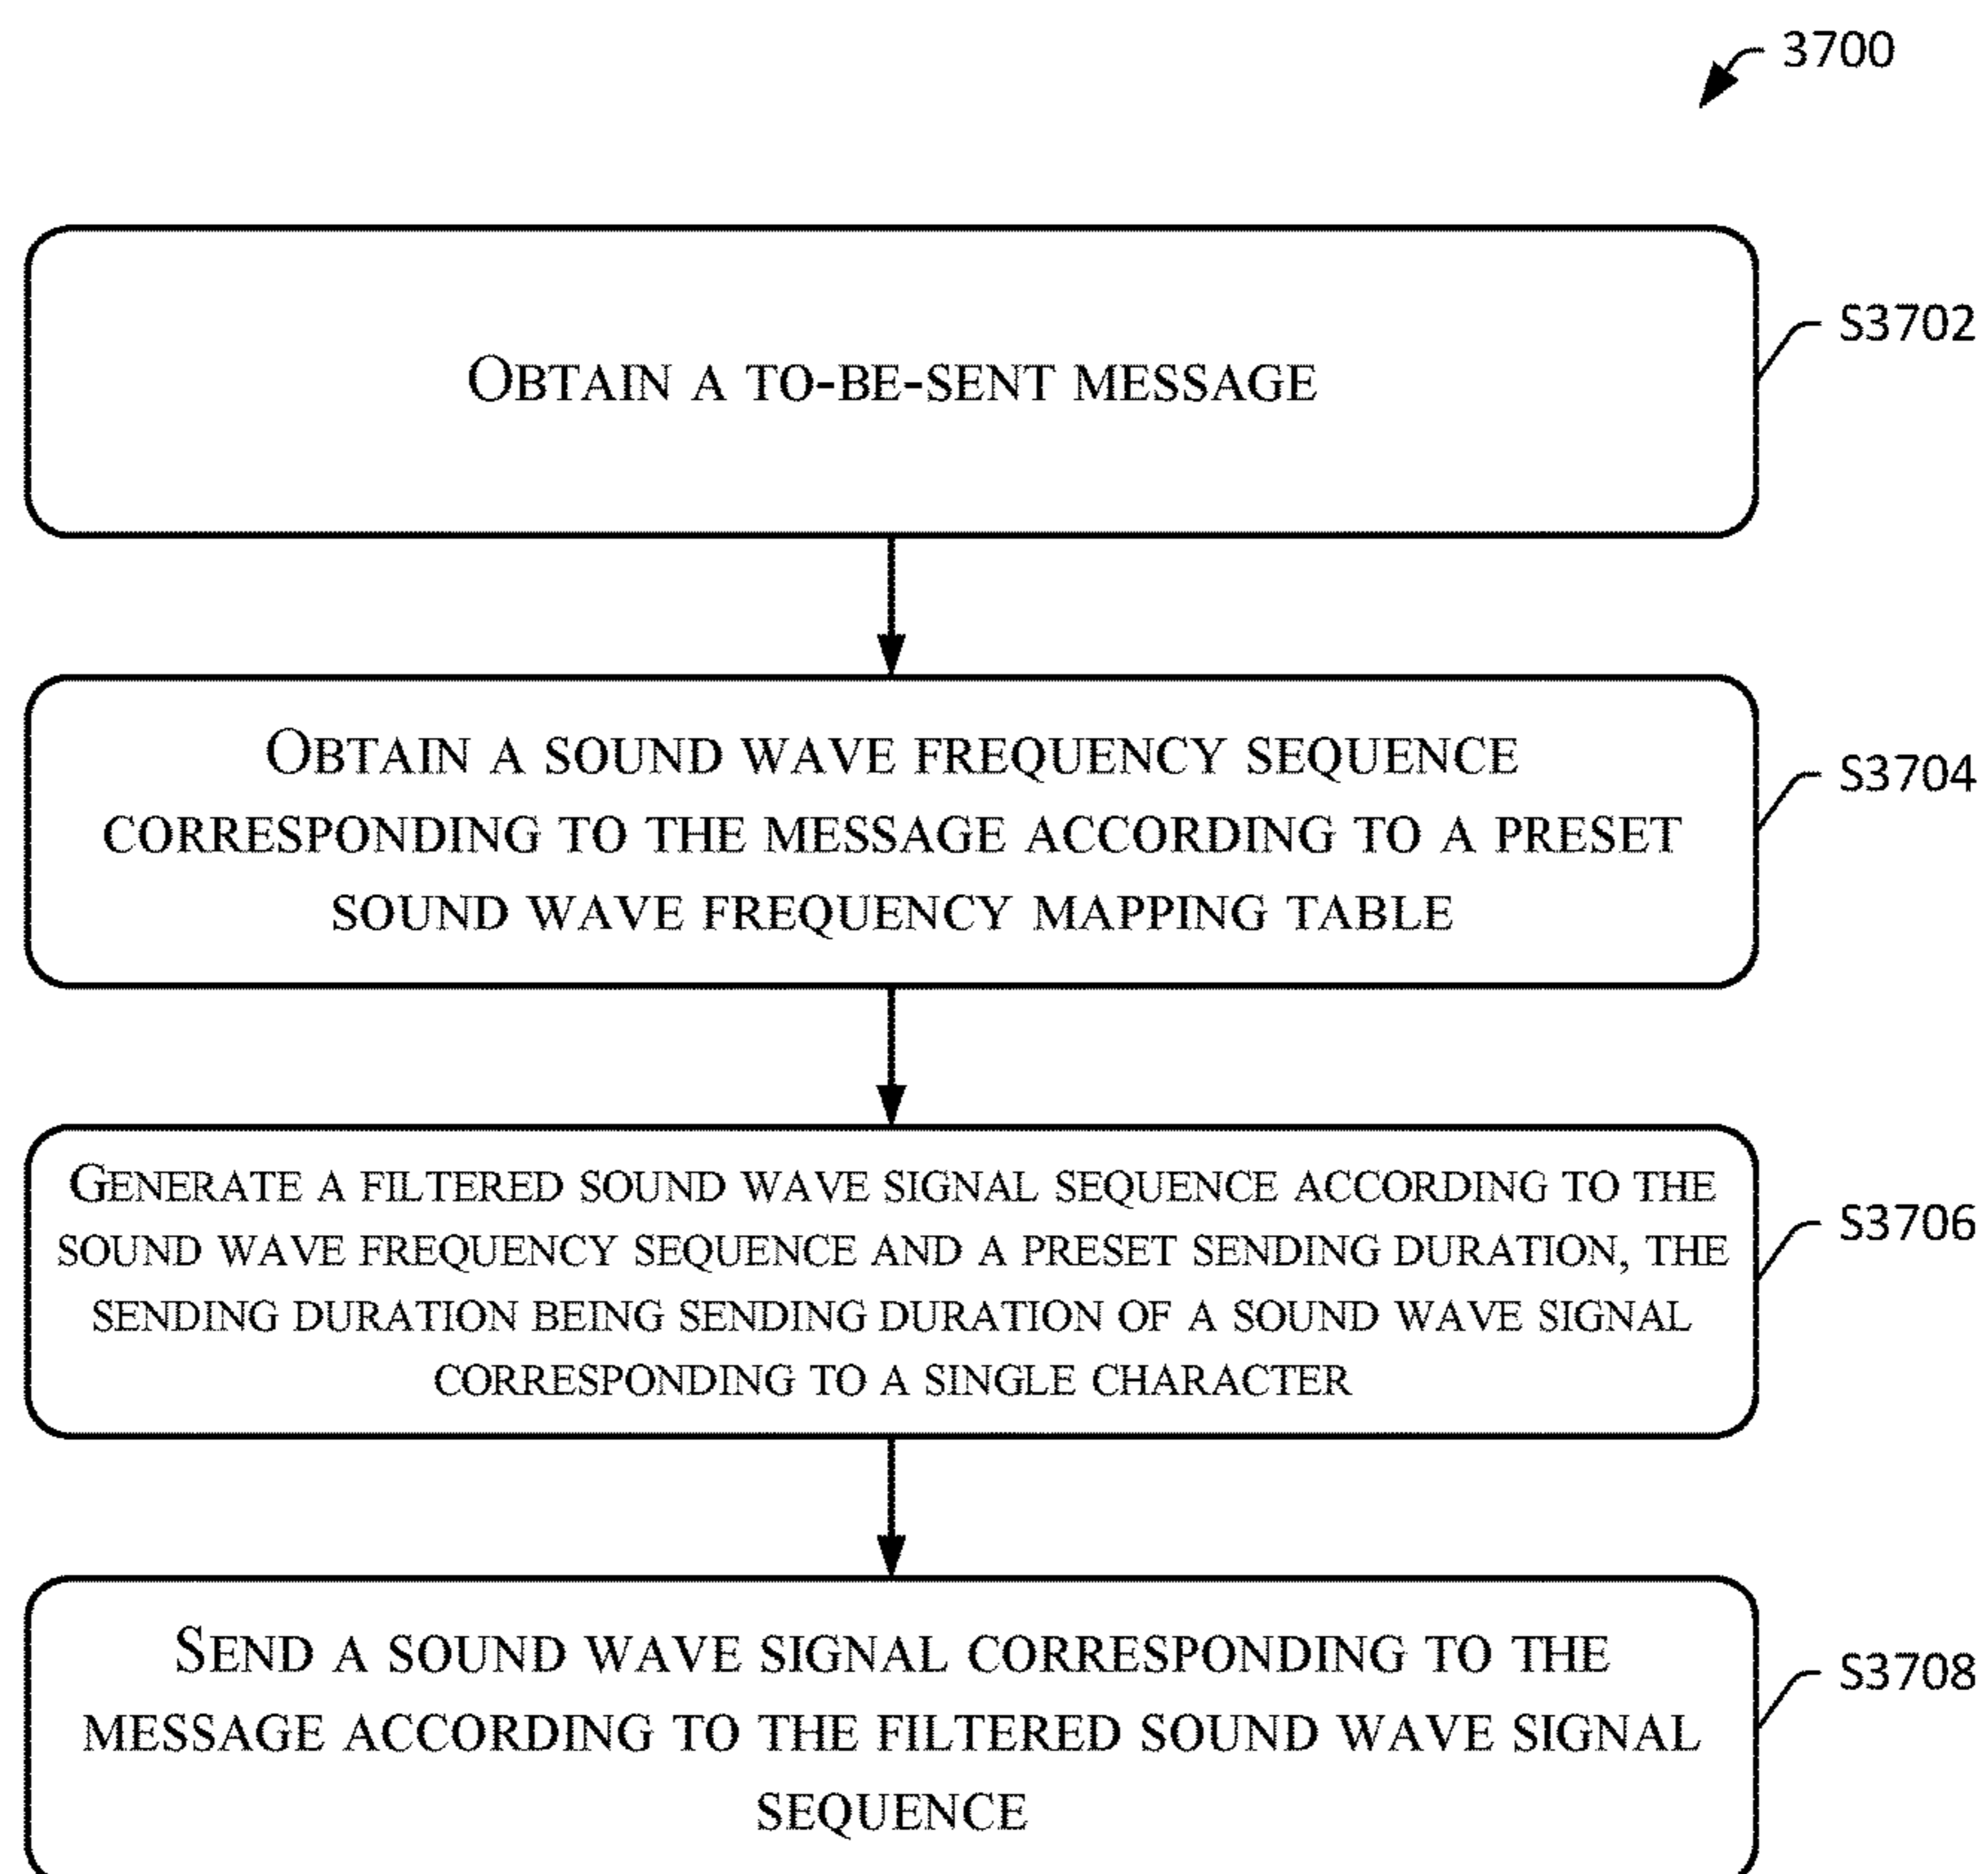 3700
OBTAIN A TO-BE-SENT MESSAGE
S3702
OBTAIN A SOUND WAVE FREQUENCY SEQUENCE
CORRESPONDING TO THE MESSAGE ACCORDING TO A PRESET
SOUND WAVE FREQUENCY MAPPING TABLE
S3704
GENERATE A FILTERED SOUND WAVE SIGNAL SEQUENCE ACCORDING TO THE
SOUND WAVE FREQUENCY SEQUENCE AND A PRESET SENDING DURATION, THE
SENDING DURATION BEING SENDING DURATION OF A SOUND WAVE SIGNAL
CORRESPONDING TO A SINGLE CHARACTER
S3706
SEND A SOUND WAVE SIGNAL CORRESPONDING TO THE
MESSAGE ACCORDING TO THE FILTERED SOUND WAVE SIGNAL
SEQUENCE
S3708